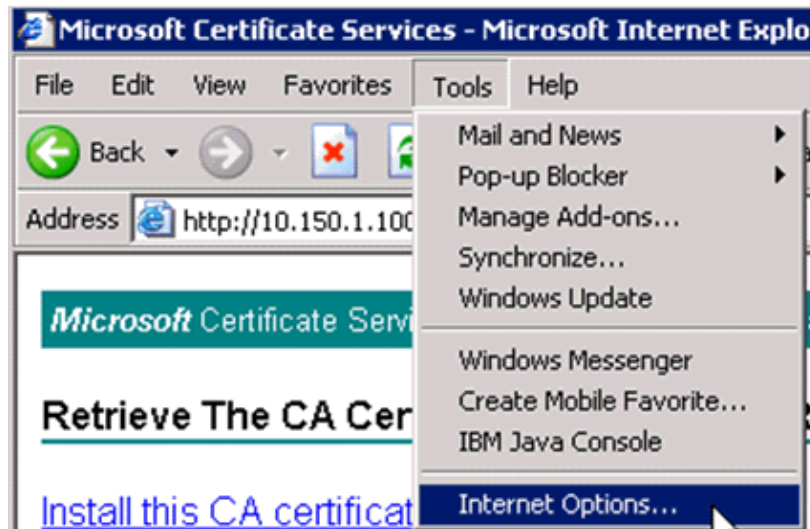 Microsoft Certificate Services - Microsoft Internet Explo
File Edit View Favorites Tools Help
Back
Address http://10.150.1.100
Mail and News
Pop-up Blocker
Manage Add-ons...
Synchronize...
Windows Update
Windows Messenger
Create Mobile Favorite...
IBM Java Console
Internet Options...
Microsoft Certificate Servi
Retrieve The CA Cer
Install this CA certificat